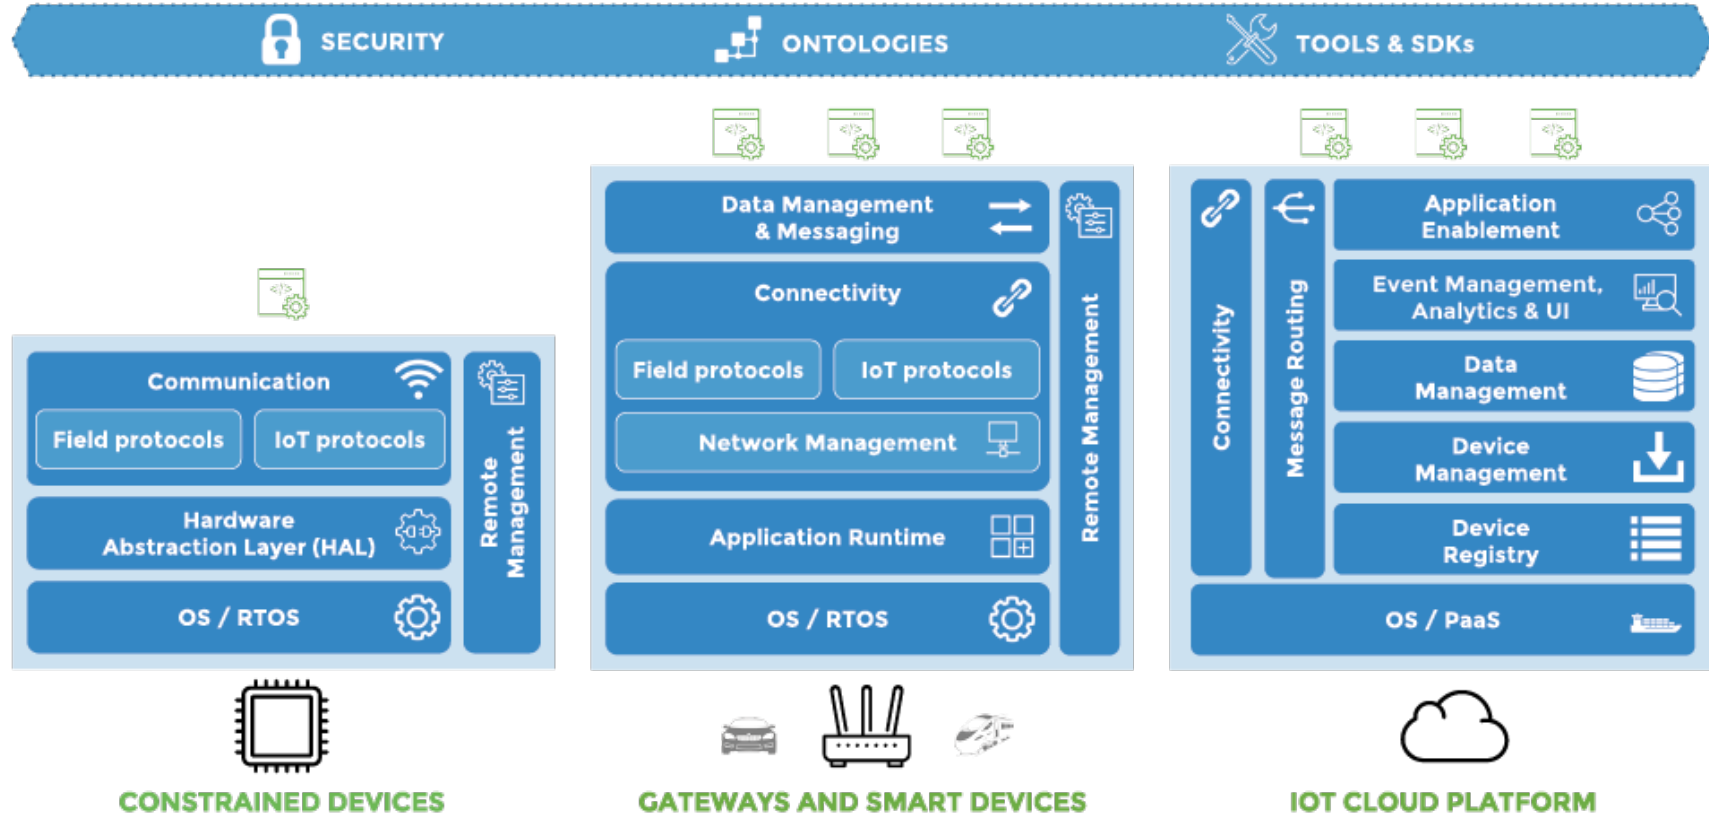 SECURITY
ONTOLOGIES
TOOLS & SDKs
Communication
Field protocols
IoT protocols
Hardware
Abstraction Layer (HAL)
OS / RTOS
Remote
Management
CONSTRAINED DEVICES
Data Management
& Messaging
Connectivity
Field protocols
IoT protocols
Network Management
Application Runtime
OS / RTOS
Remote Management
GATEWAYS AND SMART DEVICES
Connectivity
Message Routing
Application
Enablement
Event Management,
Analytics & UI
Data
Management
Device
Management
Device
Registry
OS / PaaS
IOT CLOUD PLATFORM